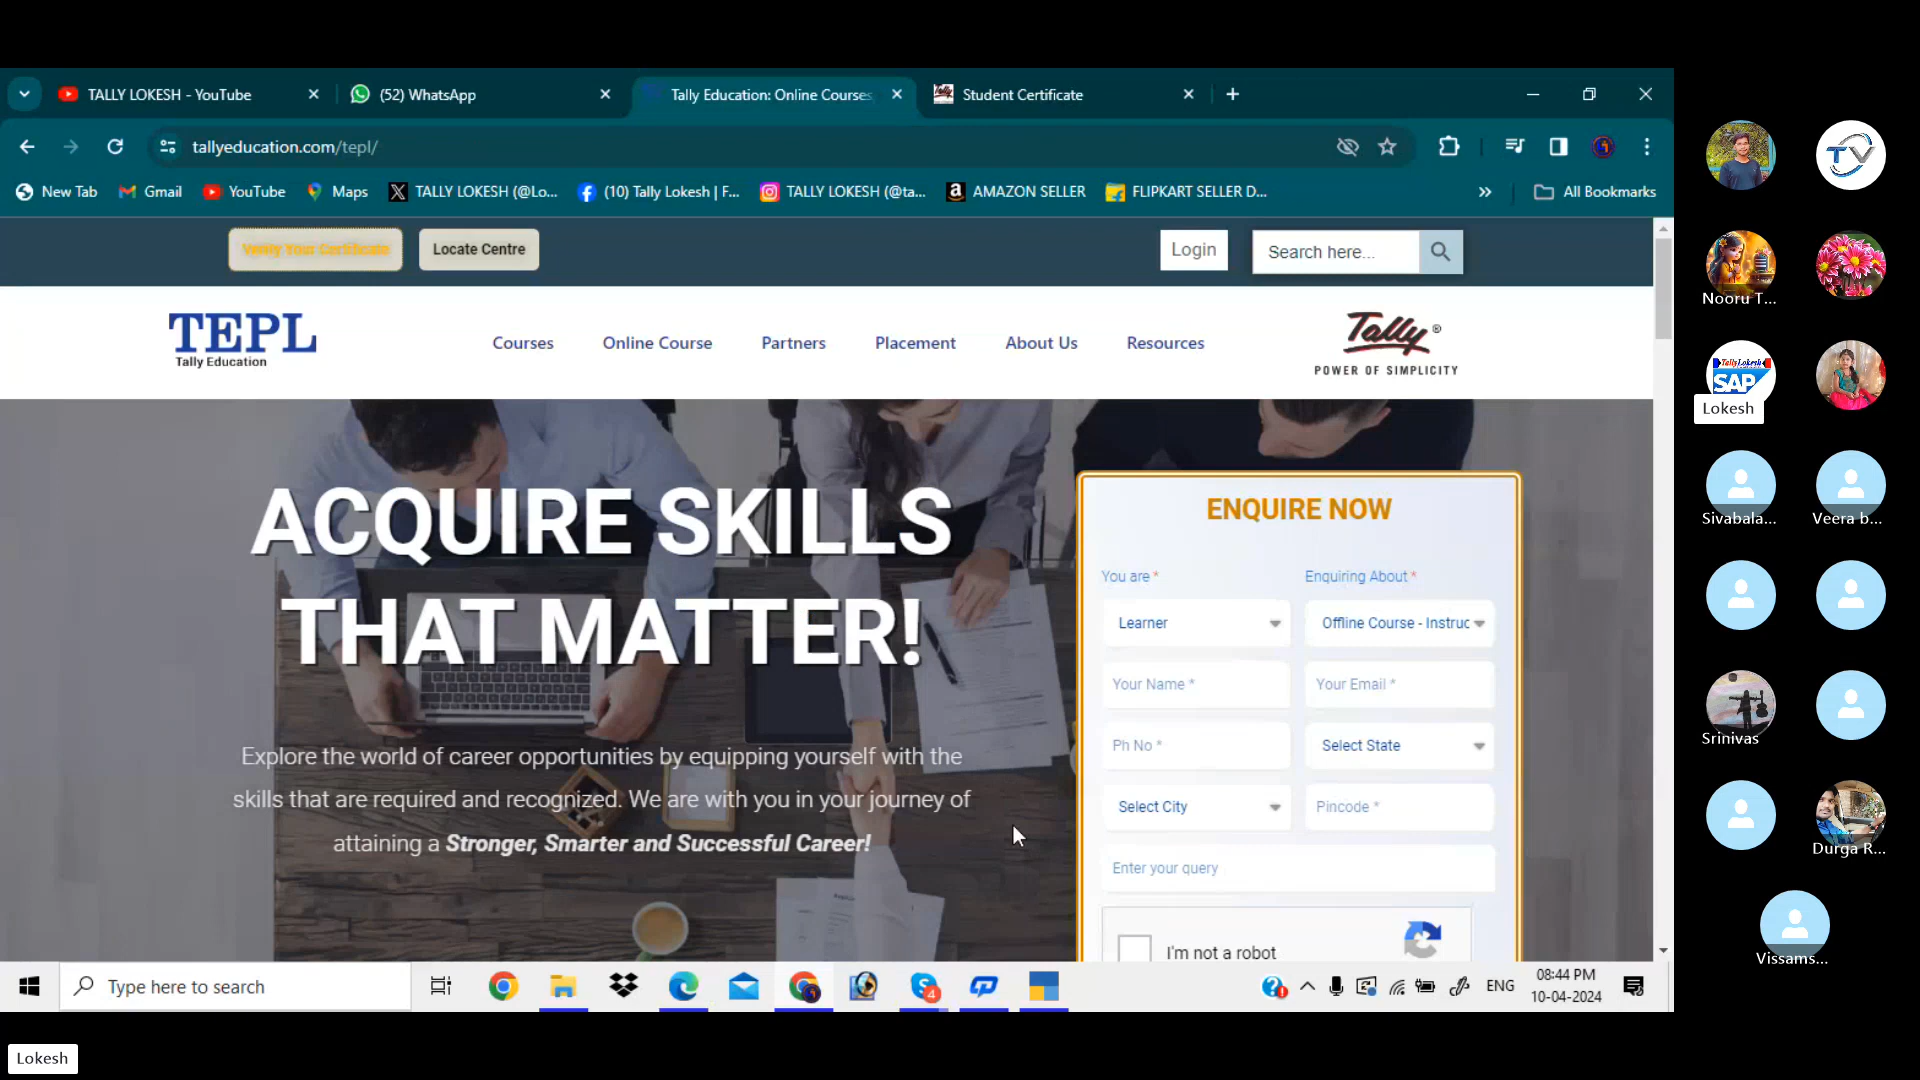 TALLY LOKESH - YouTube
(52) WhatsApp
Tally Education: Online Courses,
Student Certificate
tallyeducation.com/tepl/
New Tab
Gmail
YouTube
Maps
TALLY LOKESH (@Lo...
(10) Tally Lokesh | F...
TALLY LOKESH (@ta...
AMAZON SELLER
FLIPKART SELLER D...
All Bookmarks
Verify Your Certificate
Locate Centre
Login
Search here...
TEPL
Tally Education
Courses
Online Course
Partners
Placement
About Us
Resources
Tally ®
POWER OF SIMPLICITY
ACQUIRE SKILLS
THAT MATTER!
Explore the world of career opportunities by equipping yourself with the
skills that are required and recognized. We are with you in your journey of
attaining a Stronger, Smarter and Successful Career!
ENQUIRE NOW
You are *
Enquiring About *
Learner
Offline Course - Instruc
Your Name *
Your Email *
Ph No *
Select State
Select City
Pincode *
Enter your query
I'm not a robot
Type here to search
4
ENG
08:44 PM
10-04-2024
TV
Nooru T...
TallyLokesh
SAP
Lokesh
Sivabala...
Veera b...
Srinivas
Durga R...
Vissams...
Lokesh